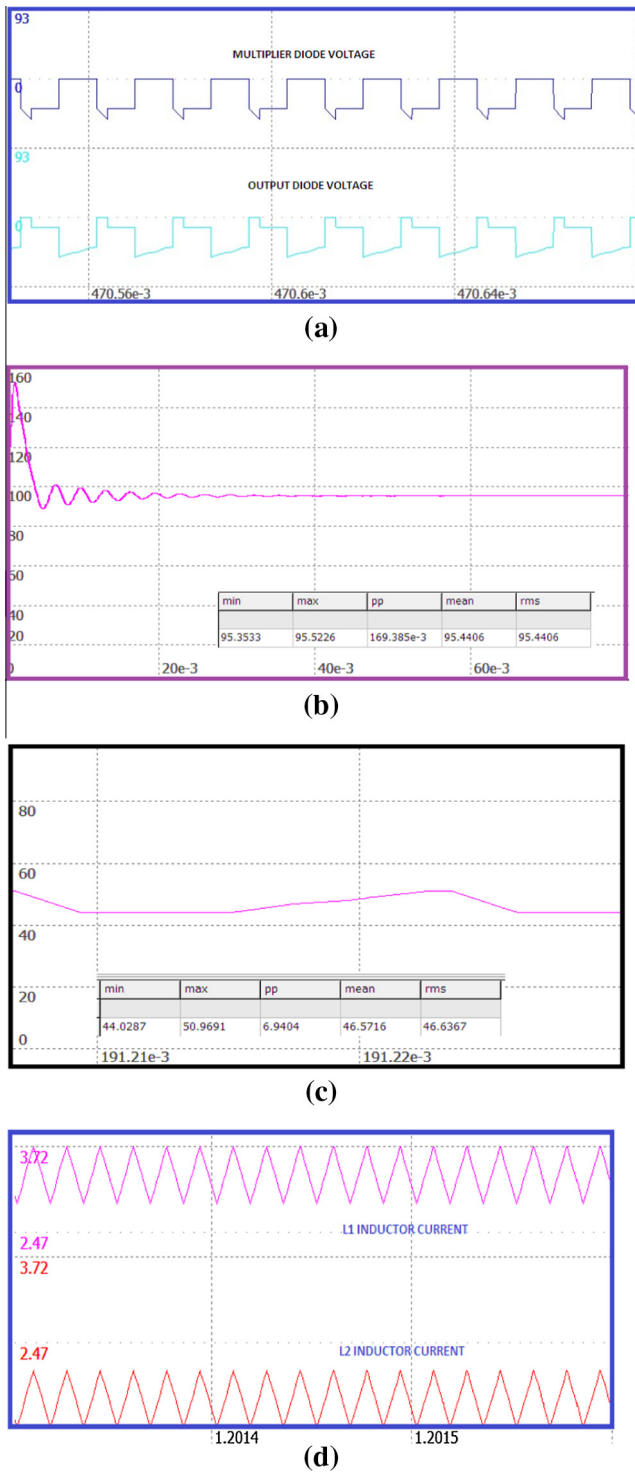 93
MULTIPLIER DIODE VOLTAGE
0
93
OUTPUT DIODE VOLTAGE
0
470.56e-3 470.6e-3 470.64e-3
(a)
160
140
120
100
80
60
40
20
0 20e-3 40e-3 60e-3
min max pp mean rms
95.3533 95.5226 169.385e-3 95.4406 95.4406
(b)
80
60
40
20
0
min max pp mean rms
44.0287 50.9691 6.9404 46.5716 46.6367
191.21e-3 191.22e-3
(c)
3.72
L1 INDUCTOR CURRENT
2.47
3.72
2.47
L2 INDUCTOR CURRENT
1.2014 1.2015
(d)